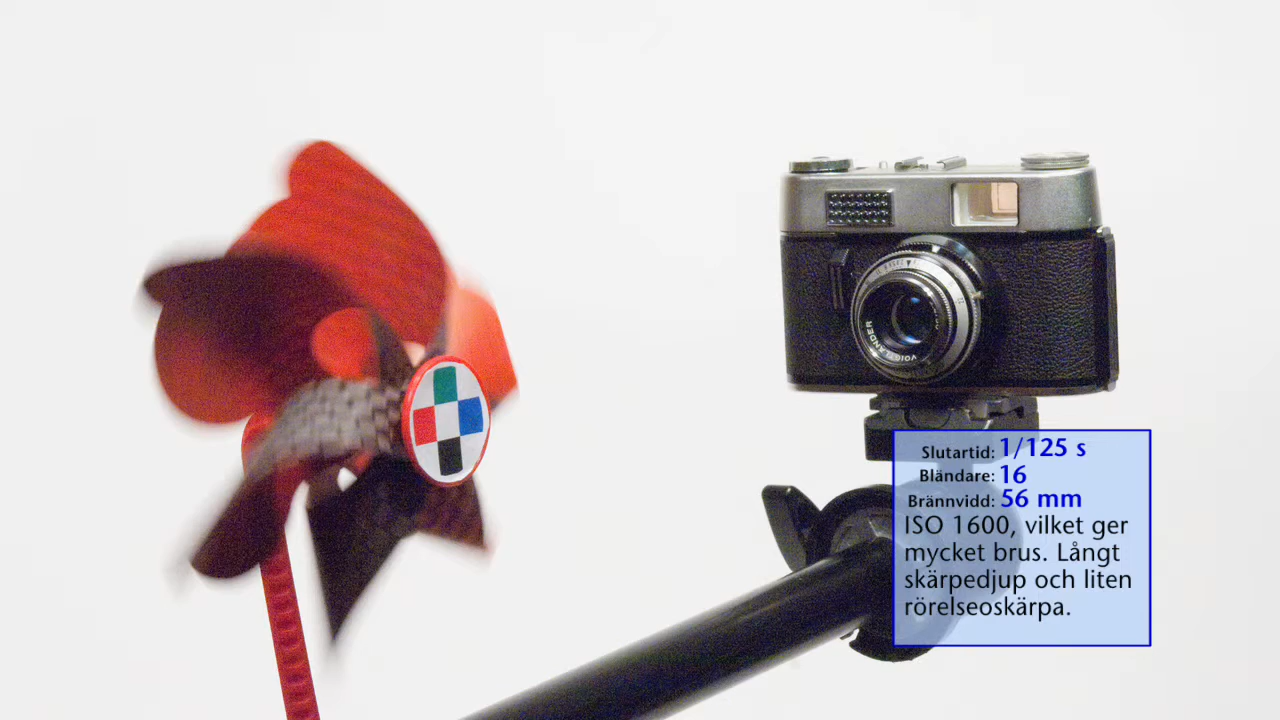 VOIGTLÄNDER
Slutartid: 1/125 s
Bländare: 16
Brännvidd: 56 mm
ISO 1600, vilket ger
mycket brus. Långt
skärpedjup och liten
rörelseoskärpa.